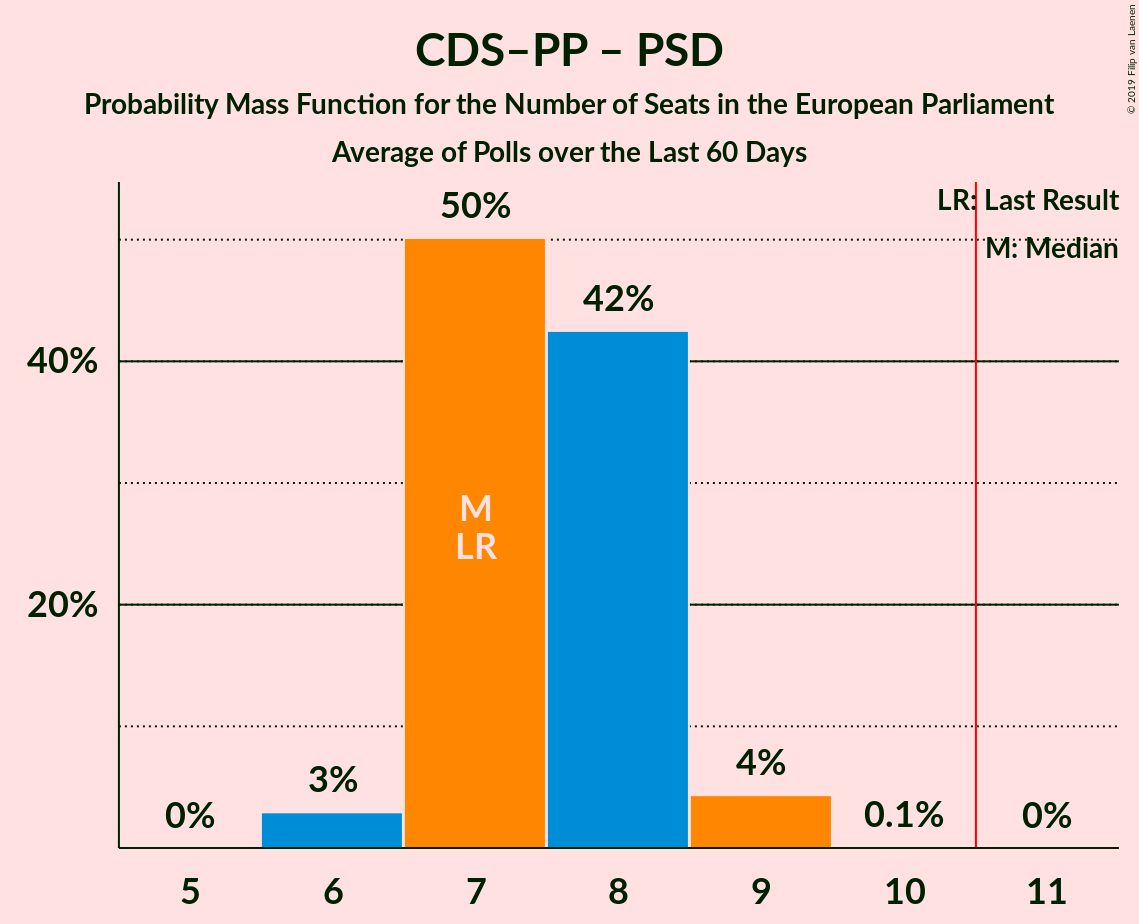 CDS–PP – PSD
Probability Mass Function for the Number of Seats in the European Parliament
Average of Polls over the Last 60 Days
© 2019 Filip van Laenen
LR: Last Result
M: Median
50%
42%
40%
M
LR
20%
4%
3%
0%
0.1%
0%
5
6
7
8
9
10
11